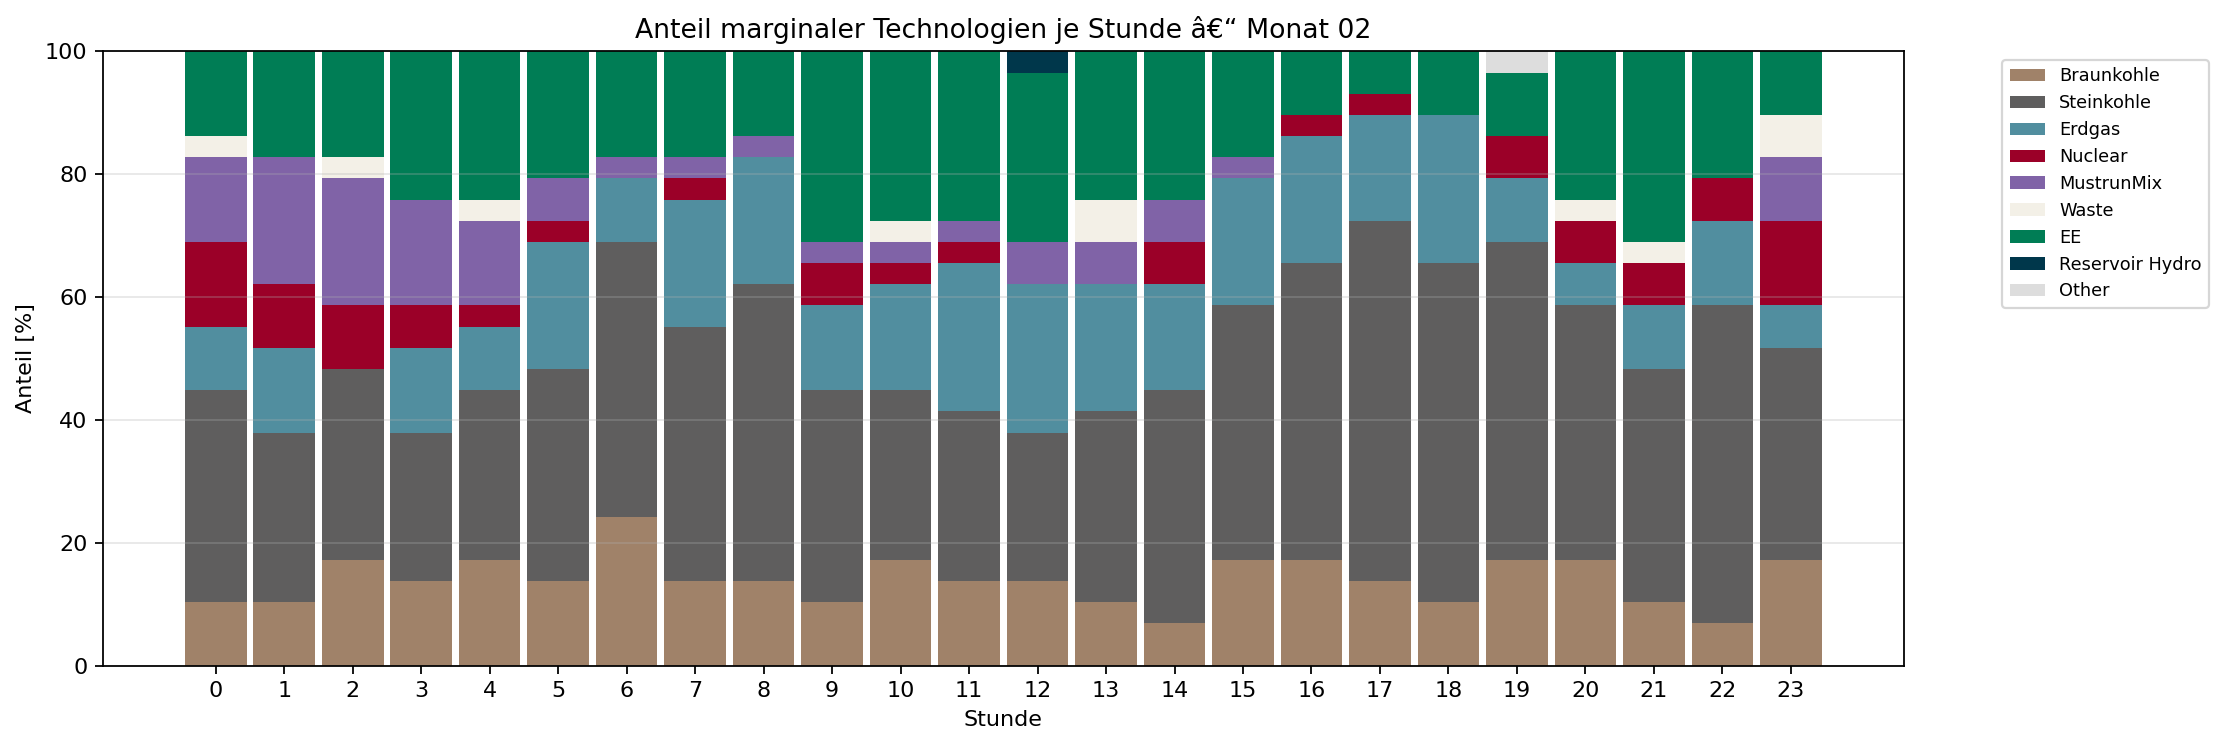 Anteil marginaler Technologien je Stunde â€“ Monat 02
Anteil [%]
100
80
60
40
20
0
0 1 2 3 4 5 6 7 8 9 10 11 12 13 14 15 16 17 18 19 20 21 22 23
Stunde
Braunkohle
Steinkohle
Erdgas
Nuclear
MustrunMix
Waste
EE
Reservoir Hydro
Other